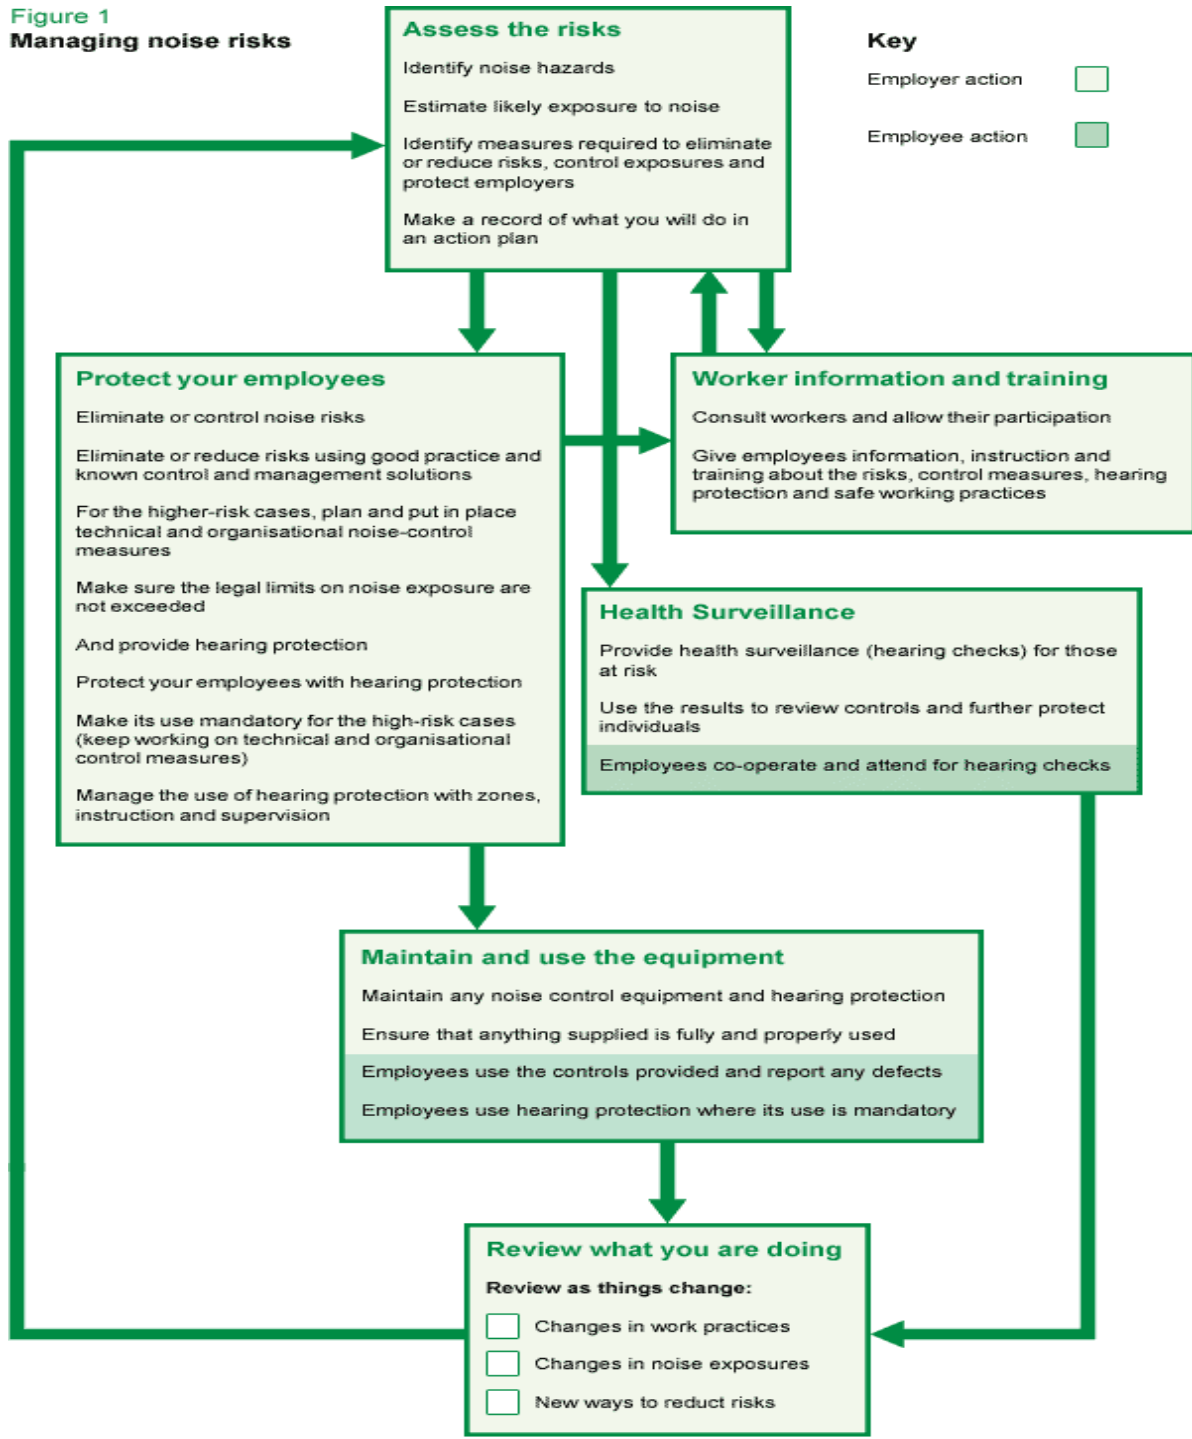 Figure 1
Managing noise risks
Assess the risks
Identify noise hazards
Estimate likely exposure to noise
Identify measures required to eliminate
or reduce risks, control exposures and
protect employers
Make a record of what you will do in
an action plan
Key
Employer action
Employee action
Protect your employees
Eliminate or control noise risks
Eliminate or reduce risks using good practice and
known control and management solutions
For the higher-risk cases, plan and put in place
technical and organisational noise-control
measures
Make sure the legal limits on noise exposure are
not exceeded
And provide hearing protection
Protect your employees with hearing protection
Make its use mandatory for the high-risk cases
(keep working on technical and organisational
control measures)
Manage the use of hearing protection with zones,
instruction and supervision
Worker information and training
Consult workers and allow their participation
Give employees information, instruction and
training about the risks, control measures, hearing
protection and safe working practices
Health Surveillance
Provide health surveillance (hearing checks) for those
at risk
Use the results to review controls and further protect
individuals
Employees co-operate and attend for hearing checks
Maintain and use the equipment
Maintain any noise control equipment and hearing protection
Ensure that anything supplied is fully and properly used
Employees use the controls provided and report any defects
Employees use hearing protection where its use is mandatory
Review what you are doing
Review as things change:
Changes in work practices
Changes in noise exposures
New ways to reduct risks